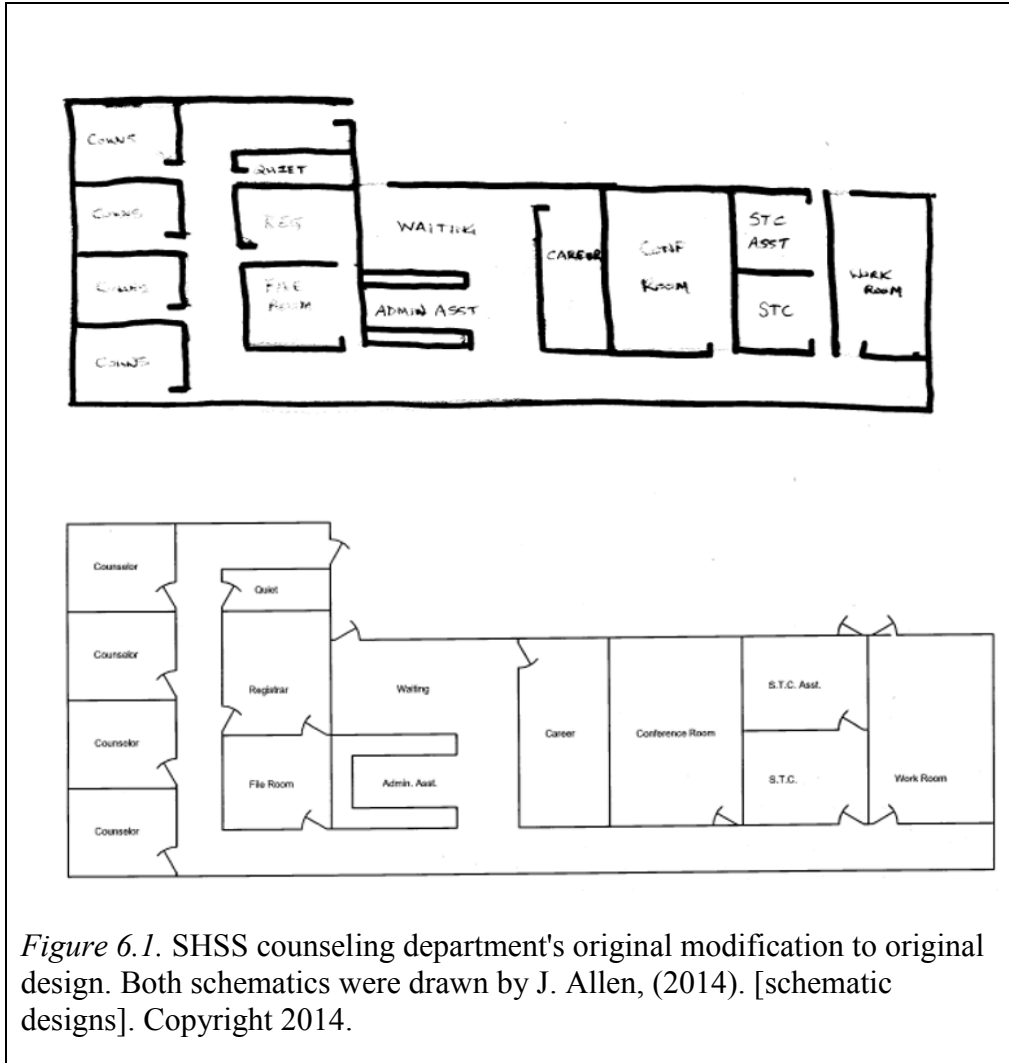 COUNS
QUIET
COUNS
REG
WAITING
STC
ASST
CAREER
CONF
ROOM
WORK
ROOM
COUNS
FILE
ROOM
ADMIN ASST
STC
COUNS
Counselor
Quiet
Counselor
Registrar
Waiting
S.T.C. Asst.
Career
Conference Room
Counselor
File Room
Admin. Asst.
S.T.C.
Work Room
Counselor
Figure 6.1. SHSS counseling department's original modification to original
design. Both schematics were drawn by J. Allen, (2014). [schematic
designs]. Copyright 2014.